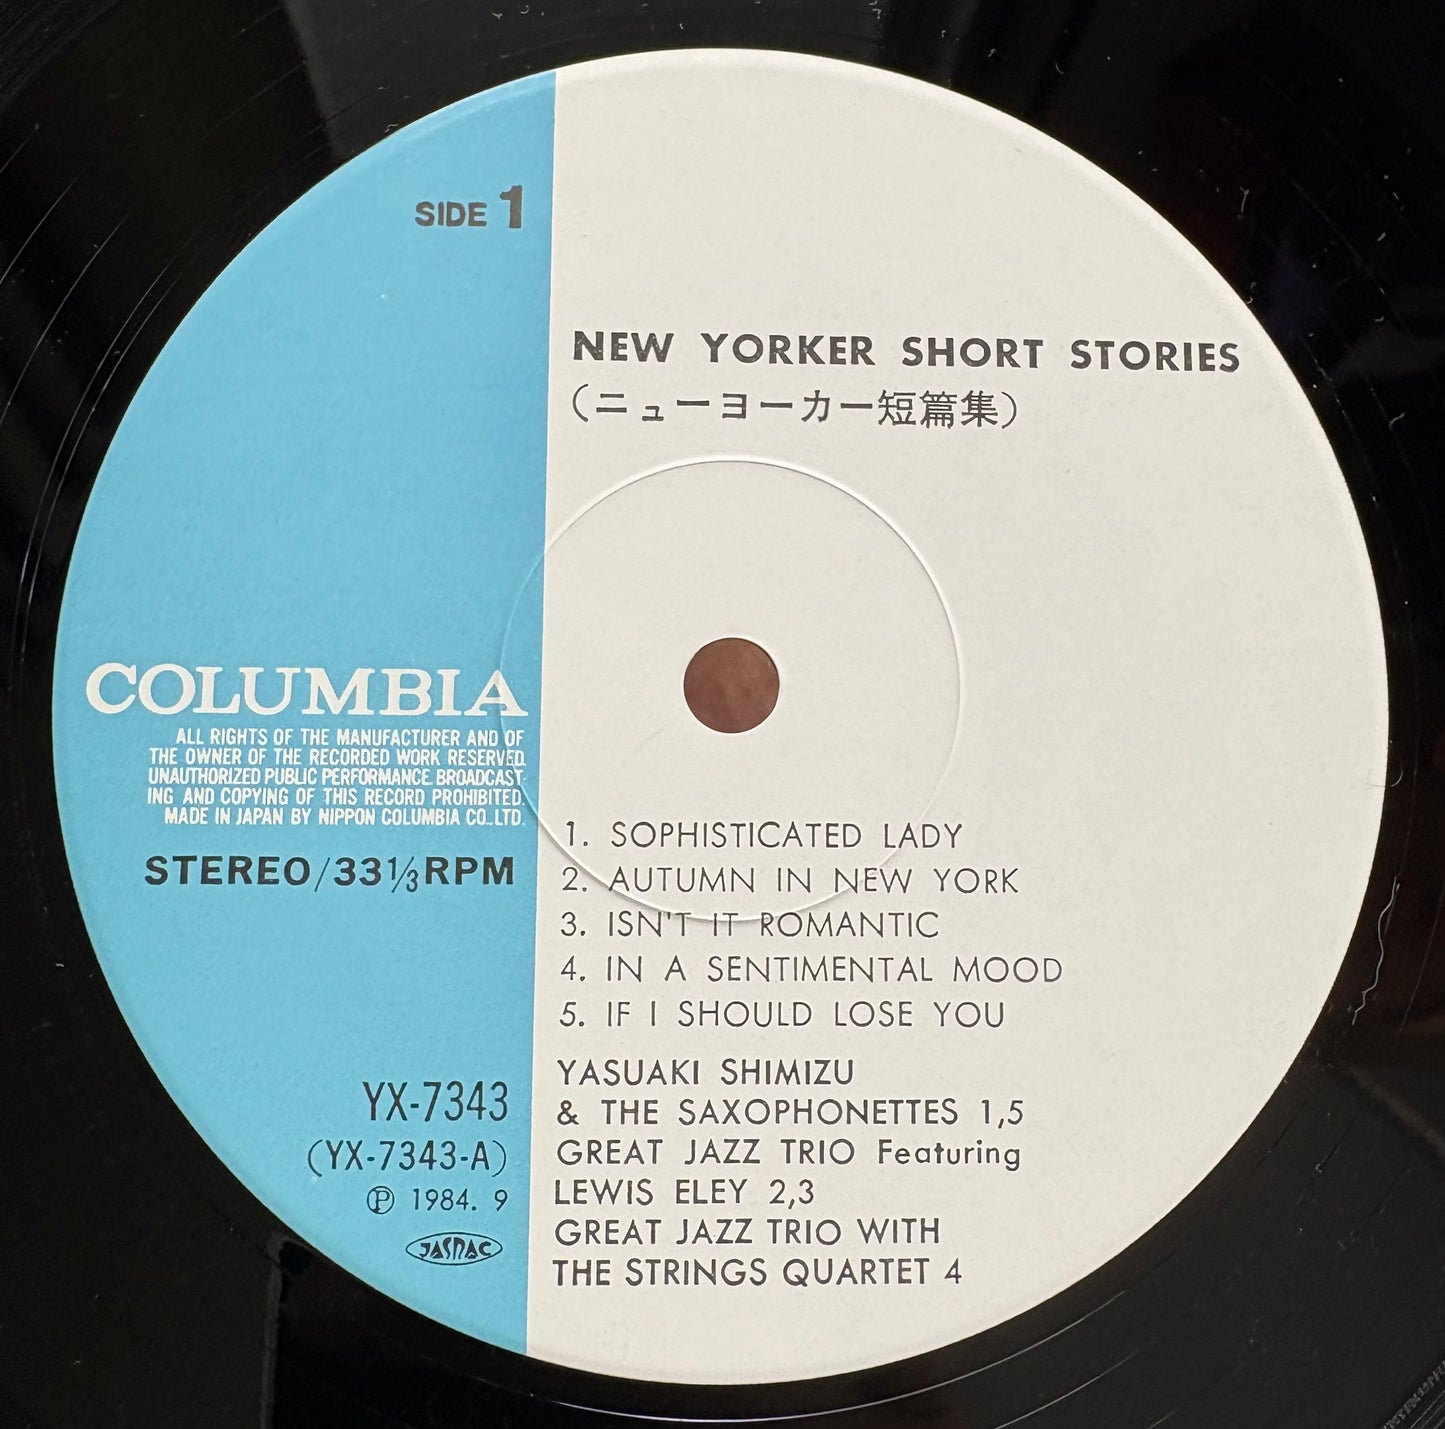 SIDE 1
NEW YORKER SHORT STORIES
(ニューヨーカー短篇集)
COLUMBIA
ALL RIGHTS OF THE MANUFACTURER AND OF
THE OWNER OF THE RECORDED WORK RESERVED.
UNAUTHORIZED PUBLIC PERFORMANCE. BROADCAST-
ING AND COPYING OF THIS RECORD PROHIBITED.
MADE IN JAPAN BY NIPPON COLUMBIA CO.,LTD.
STEREO/33 1/3 RPM
1. SOPHISTICATED LADY
2. AUTUMN IN NEW YORK
3. ISN'T IT ROMANTIC
4. IN A SENTIMENTAL MOOD
5. IF I SHOULD LOSE YOU
YASUAKI SHIMIZU
& THE SAXOPHONETTES 1,5
GREAT JAZZ TRIO Featuring
LEWIS ELEY 2,3
GREAT JAZZ TRIO WITH
THE STRINGS QUARTET 4
YX-7343
(YX-7343-A)
Ⓟ 1984. 9
JASRAC